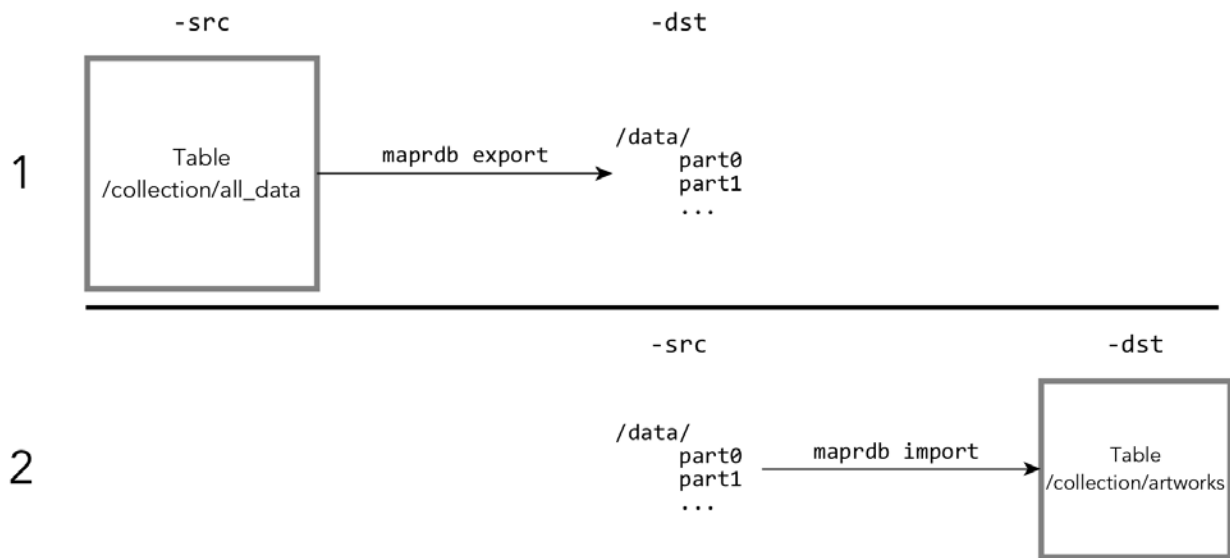 -src
-dst
1
Table
/collection/all_data
maprdb export
/data/
part0
part1
...
-src
-dst
2
/data/
part0
part1
...
maprdb import
Table
/collection/artworks